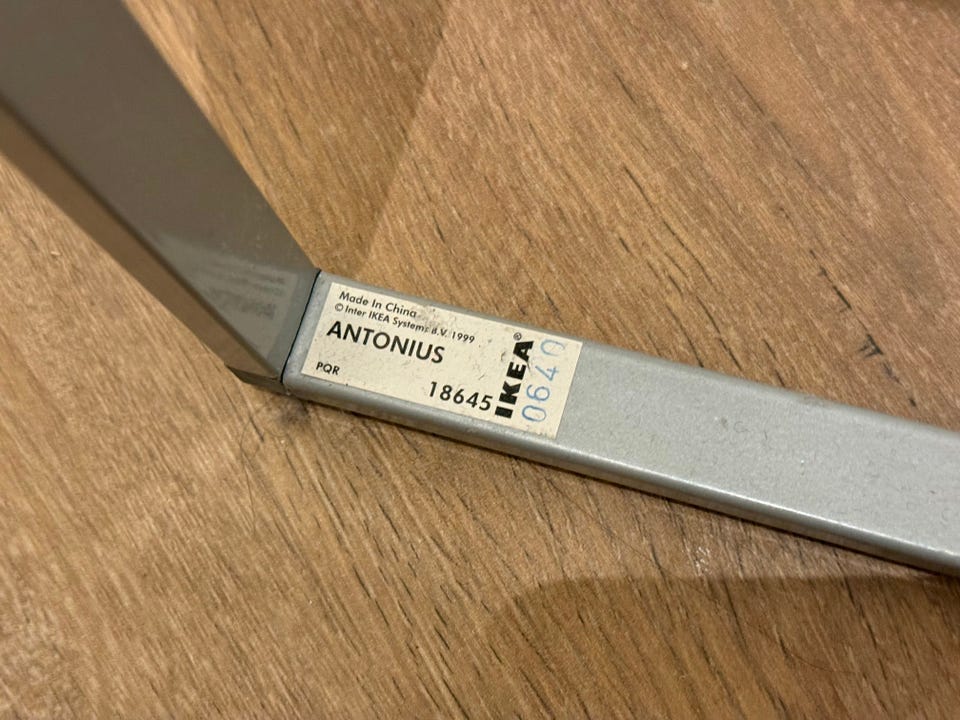 Made In China
© Inter IKEA Systems B.V. 1999
ANTONIUS
PQR
18645
IKEA®
0640